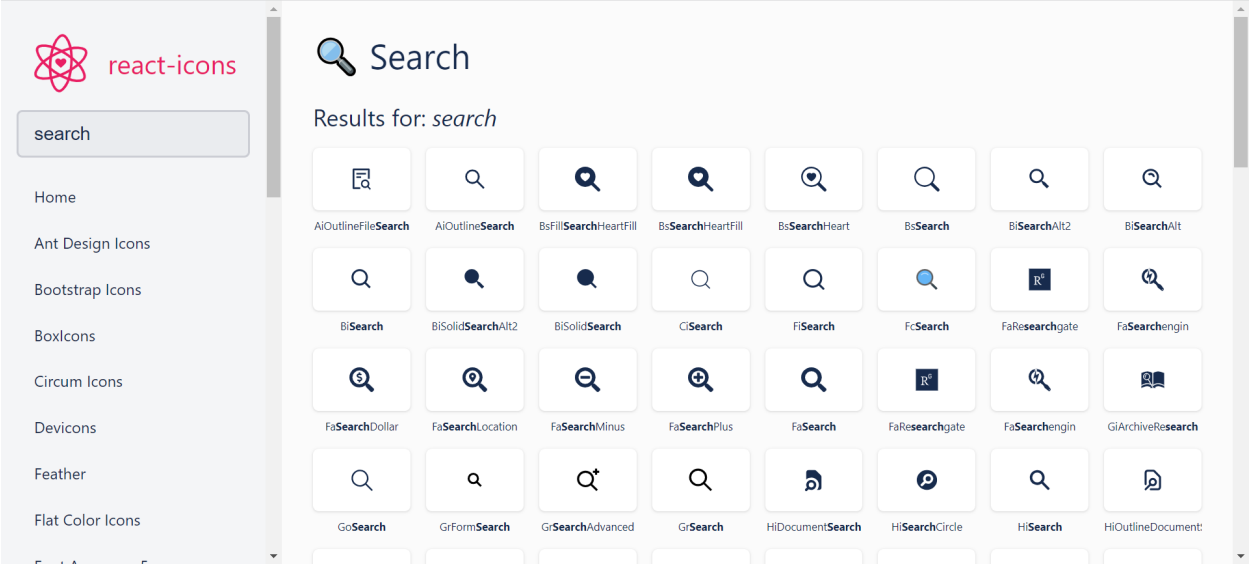 react-icons
search
Home
Ant Design Icons
Bootstrap Icons
BoxIcons
Circum Icons
Devicons
Feather
Flat Color Icons
Search
Results for: search
AiOutlineFileSearch AiOutlineSearch BsFillSearchHeartFill BsSearchHeartFill BsSearchHeart BsSearch BiSearchAlt2 BiSearchAlt
BiSearch BiSolidSearchAlt2 BiSolidSearch CiSearch FiSearch FcSearch FaResearchgate FaSearchengin
FaSearchDollar FaSearchLocation FaSearchMinus FaSearchPlus FaSearch FaResearchgate FaSearchengin GiArchiveResearch
GoSearch GrFormSearch GrSearchAdvanced GrSearch HiDocumentSearch HiSearchCircle HiSearch HiOutlineDocumentS